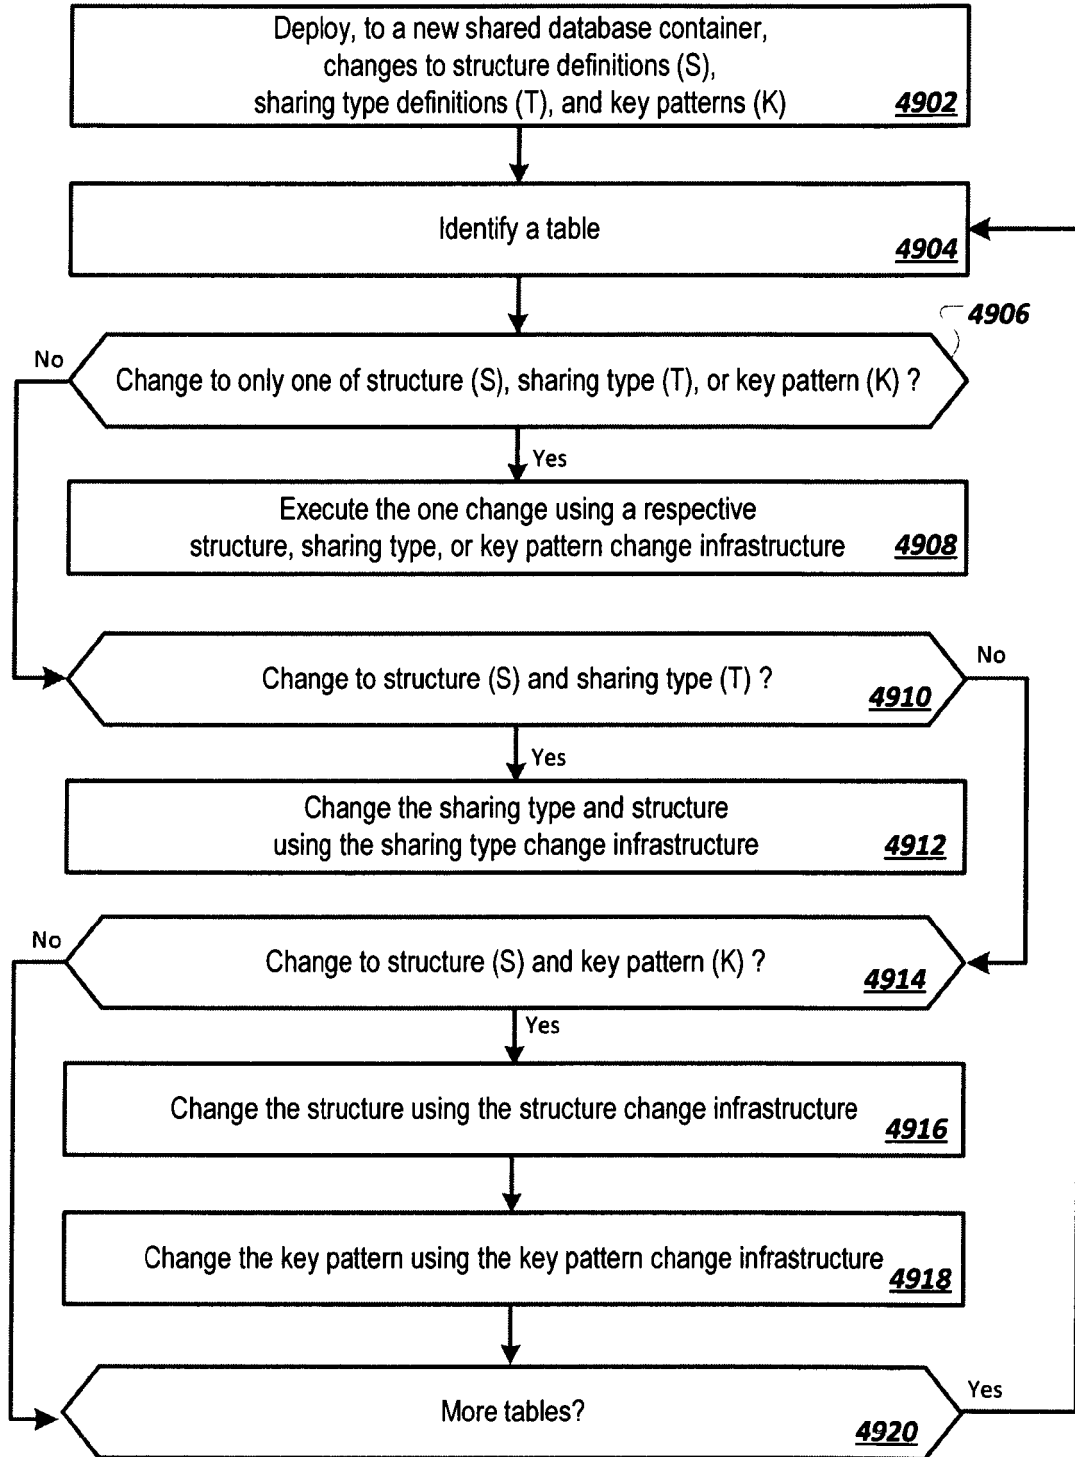 Deploy, to a new shared database container,
changes to structure definitions (S),
sharing type definitions (T), and key patterns (K)
4902
Identify a table
4904
4906
No
Change to only one of structure (S), sharing type (T), or key pattern (K) ?
Yes
Execute the one change using a respective
structure, sharing type, or key pattern change infrastructure
4908
Change to structure (S) and sharing type (T) ?
4910
No
Yes
Change the sharing type and structure
using the sharing type change infrastructure
4912
No
Change to structure (S) and key pattern (K) ?
4914
Yes
Change the structure using the structure change infrastructure
4916
Change the key pattern using the key pattern change infrastructure
4918
More tables?
4920
Yes